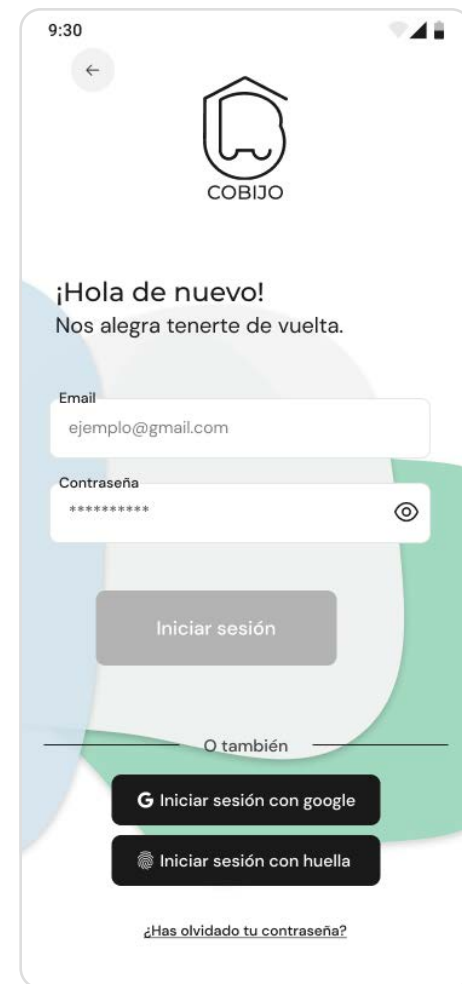 9:30
COBIJO
¡Hola de nuevo!
Nos alegra tenerte de vuelta.
Email
ejemplo@gmail.com
Contraseña
**********
Iniciar sesión
O también
G Iniciar sesión con google
Iniciar sesión con huella
¿Has olvidado tu contraseña?